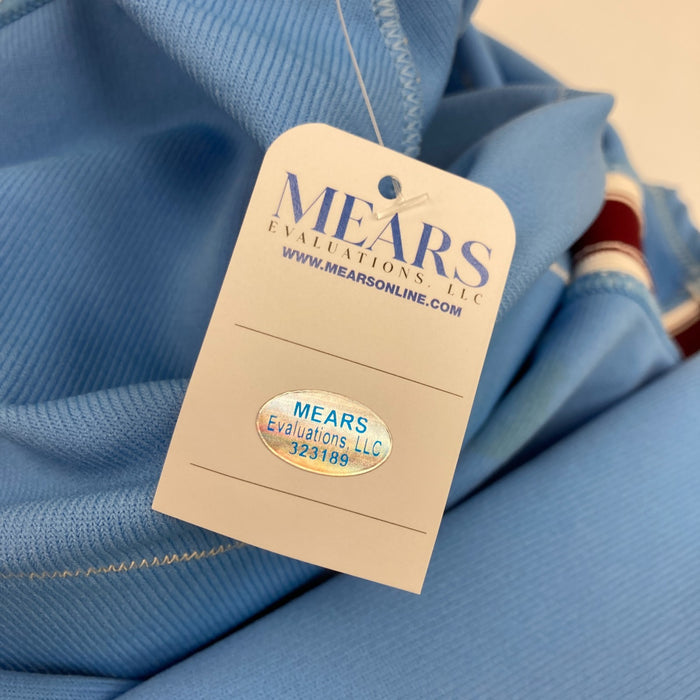 MEARS
EVALUATIONS, LLC
WWW.MEARSONLINE.COM
MEARS
Evaluations, LLC
323189